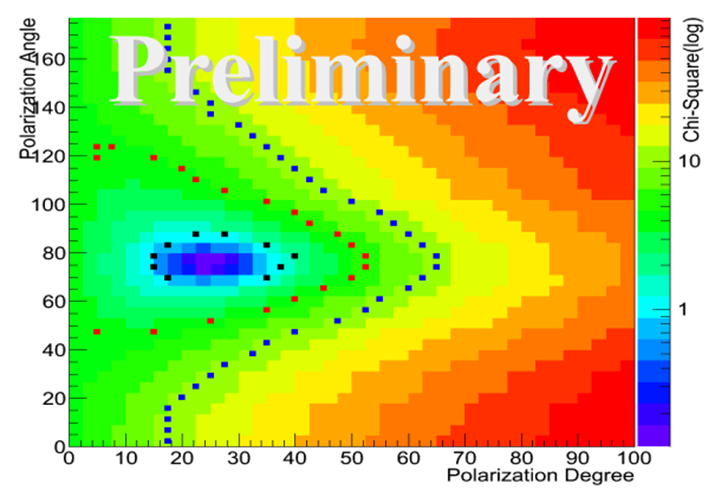 Preliminary
Polarization Angle
160
140
120
100
80
60
40
20
0
0 10 20 30 40 50 60 70 80 90 100
Polarization Degree
Chi-Square(log)
10
1